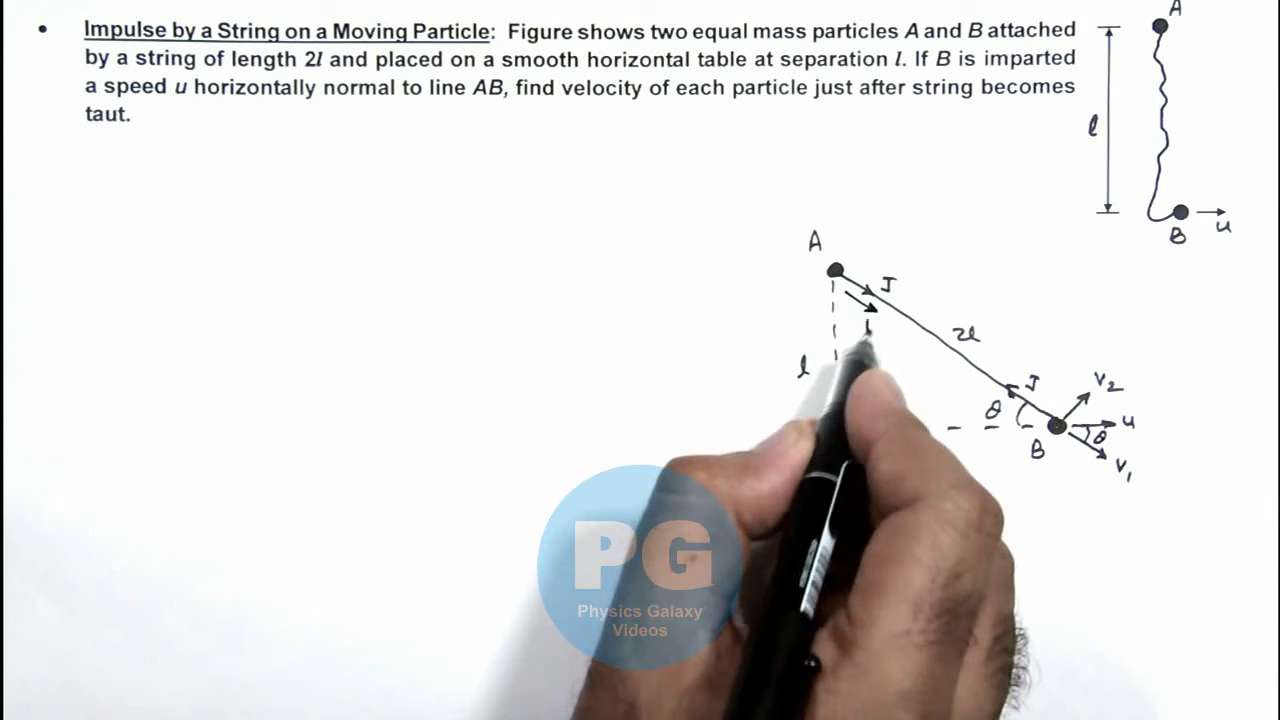 • Impulse by a String on a Moving Particle: Figure shows two equal mass particles A and B attached
by a string of length 2l and placed on a smooth horizontal table at separation l. If B is imparted
a speed u horizontally normal to line AB, find velocity of each particle just after string becomes
taut.
A
l
B
u
A
J
2l
l
J
θ
v₂
u
θ
B
v₁
PG
Physics Galaxy
Videos